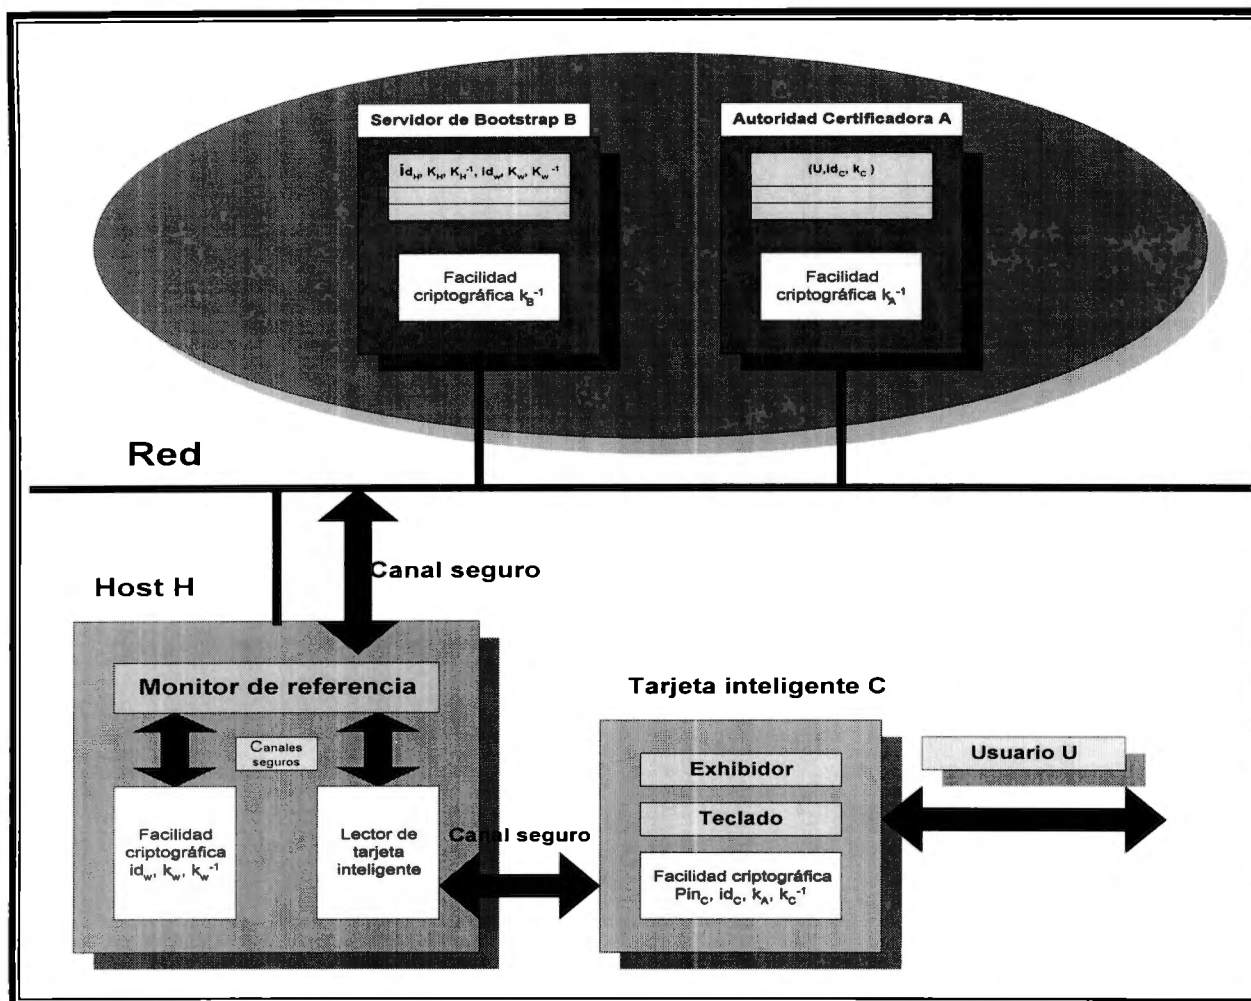 Servidor de Bootstrap B
id_H, K_H, K_H^-1, id_w, K_w, K_w^-1
Facilidad
criptográfica k_B^-1
Autoridad Certificadora A
(U,id_C, k_C )
Facilidad
criptográfica k_A^-1
Red
Canal seguro
Host H
Monitor de referencia
Canales
seguros
Facilidad
criptográfica
id_w, k_w, k_w^-1
Lector de
tarjeta
inteligente
Canal seguro
Tarjeta inteligente C
Exhibidor
Teclado
Facilidad criptográfica
Pin_C, id_C, k_A, k_C^-1
Usuario U